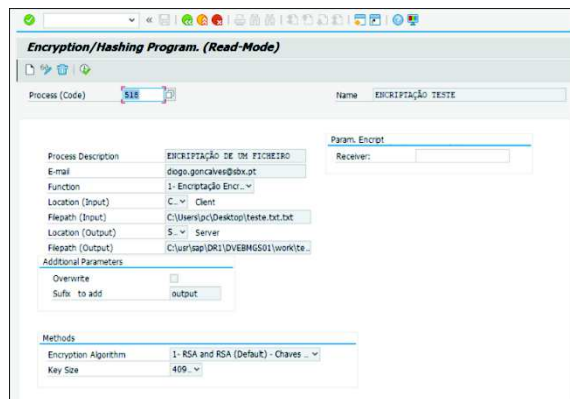 Encryption/Hashing Program. (Read-Mode)
Process (Code) 518 Name ENCRIPTAÇÃO TESTE
Param. Encript
Receiver:
Process Description ENCRIPTAÇÃO DE UM FICHEIRO
E-mail diogo.goncalves@sbx.pt
Function 1- Encriptação Encr..
Location (Input) C.. Client
Filepath (Input) C:\Users\pc\Desktop\teste.txt.txt
Location (Output) S.. Server
Filepath (Output) C:\usr\sap\DR1\DVEBMGS01\work\te...
Additional Parameters
Overwrite
Sufix to add output
Methods
Encryption Algorithm 1- RSA and RSA (Default) - Chaves ..
Key Size 409..